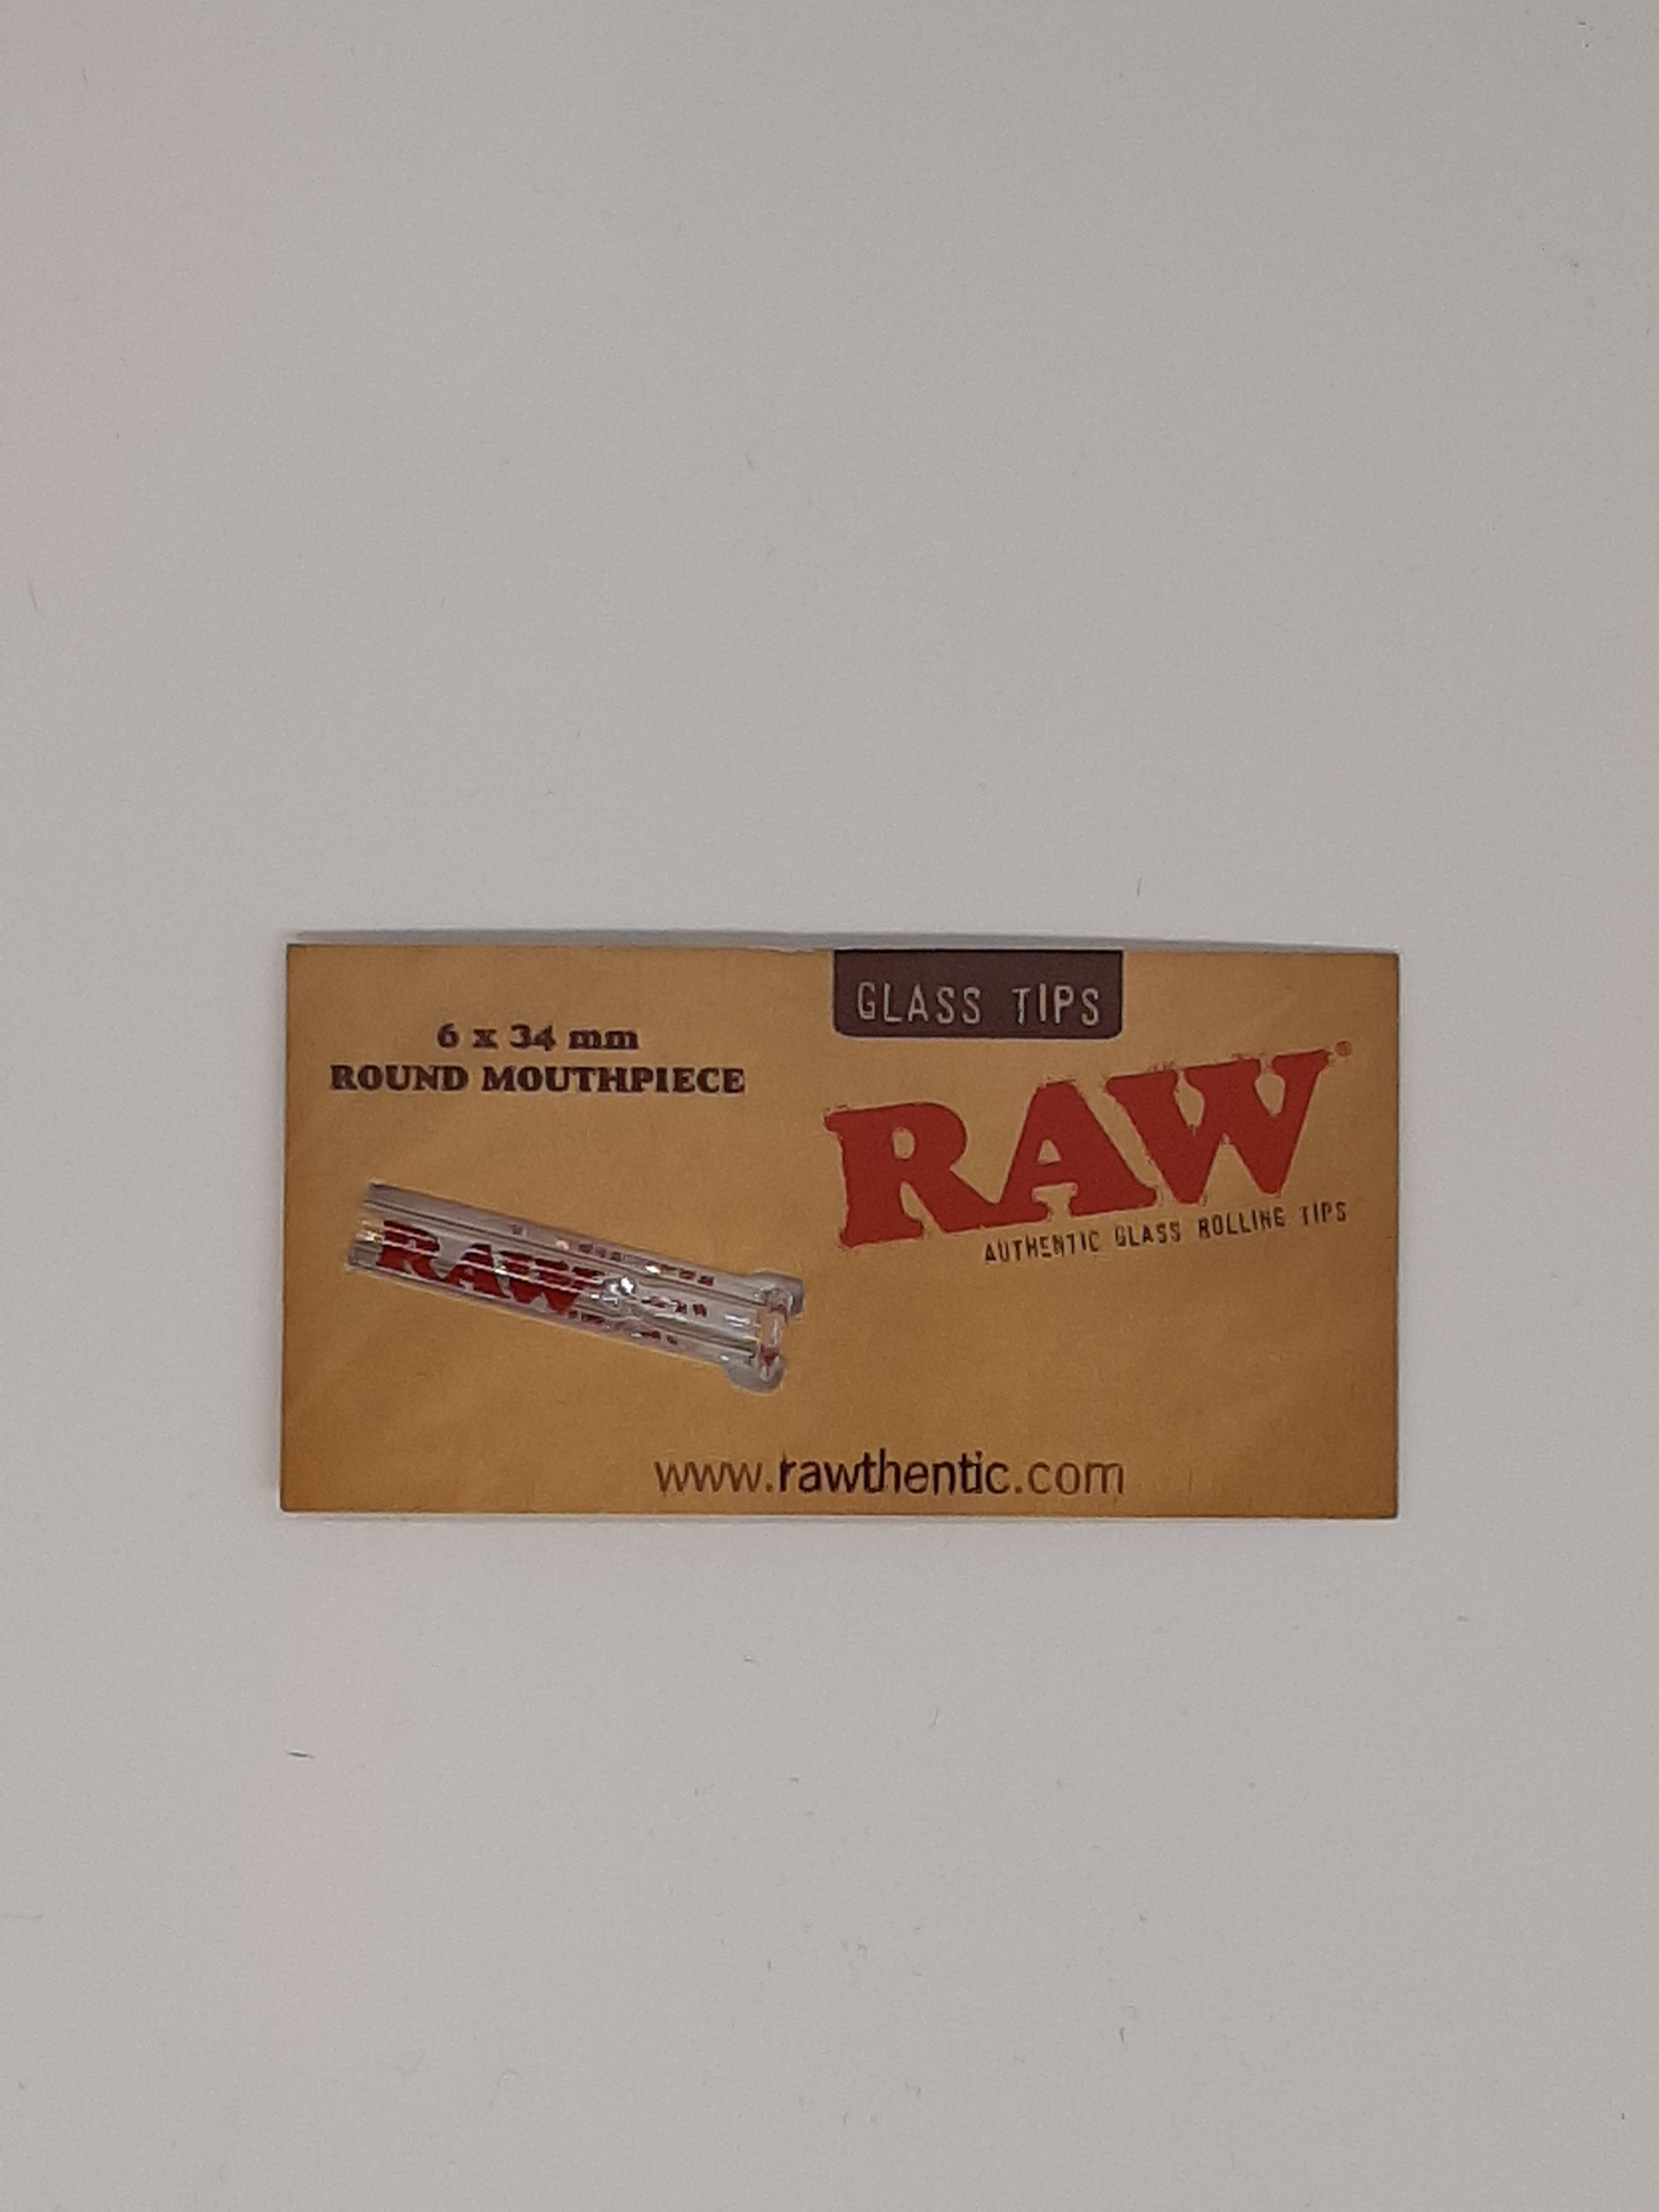 GLASS TIPS
6 x 34 mm
ROUND MOUTHPIECE
RAW®
AUTHENTIC GLASS ROLLING TIPS
RAW
www.rawthentic.com